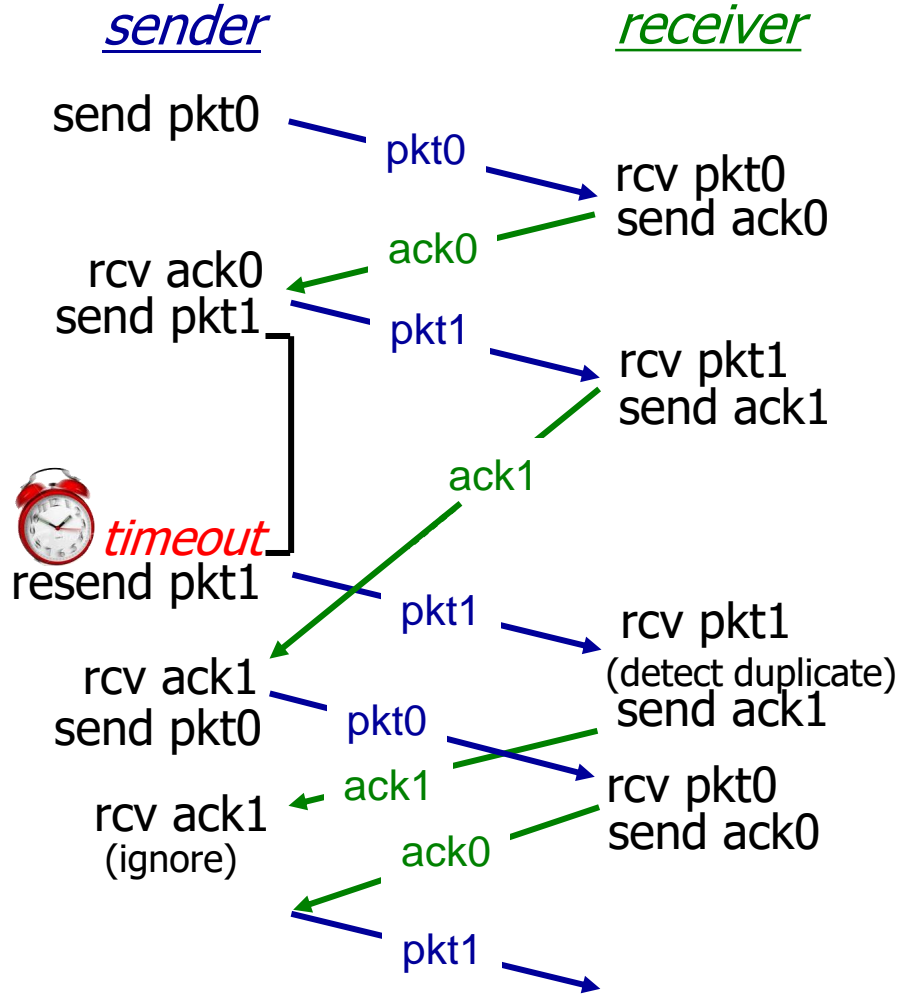 sender receiver
send pkt0
pkt0
rcv pkt0
send ack0
ack0
rcv ack0
send pkt1
pkt1
rcv pkt1
send ack1
ack1
timeout
resend pkt1
pkt1
rcv pkt1
(detect duplicate)
send ack1
rcv ack1
send pkt0
pkt0
ack1
rcv pkt0
send ack0
rcv ack1
(ignore)
ack0
pkt1